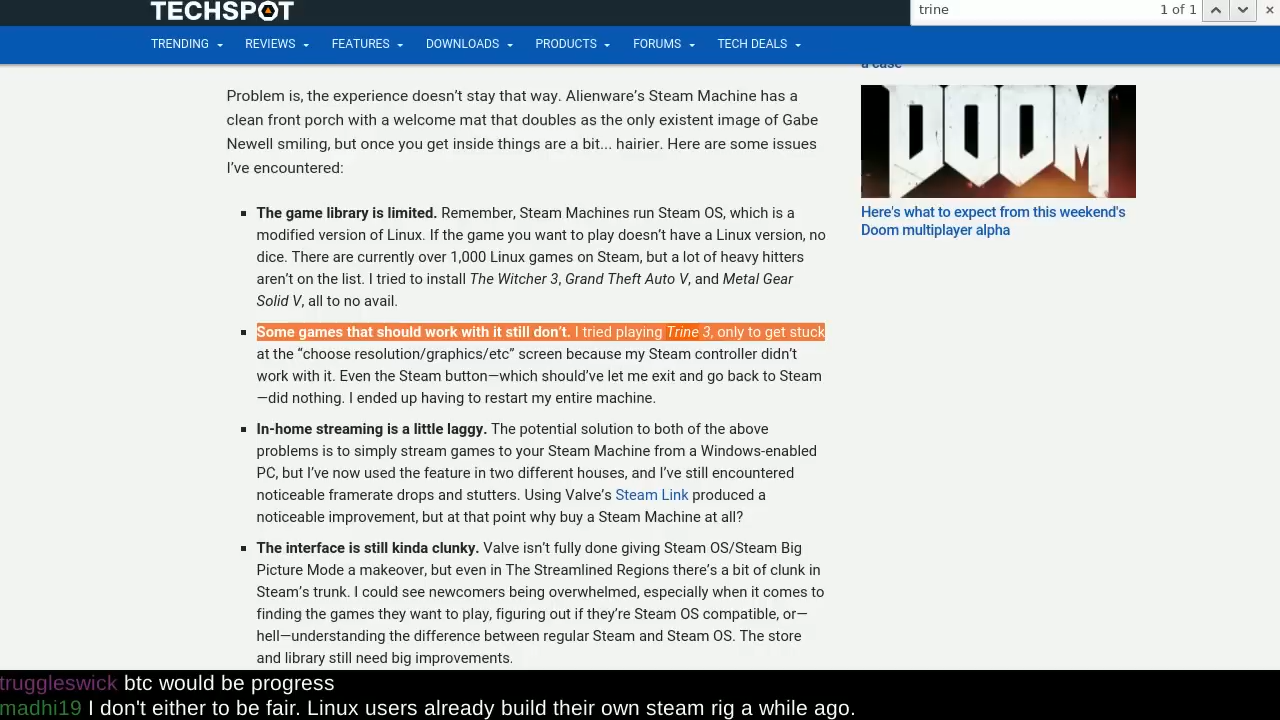 TECHSPOT
trine 1 of 1
TRENDING REVIEWS FEATURES DOWNLOADS PRODUCTS FORUMS TECH DEALS
a case
Problem is, the experience doesn’t stay that way. Alienware’s Steam Machine has a
clean front porch with a welcome mat that doubles as the only existent image of Gabe
Newell smiling, but once you get inside things are a bit... hairier. Here are some issues
I’ve encountered:
The game library is limited. Remember, Steam Machines run Steam OS, which is a
modified version of Linux. If the game you want to play doesn’t have a Linux version, no
dice. There are currently over 1,000 Linux games on Steam, but a lot of heavy hitters
aren’t on the list. I tried to install The Witcher 3, Grand Theft Auto V, and Metal Gear
Solid V, all to no avail.
Some games that should work with it still don’t. I tried playing Trine 3, only to get stuck
at the “choose resolution/graphics/etc” screen because my Steam controller didn’t
work with it. Even the Steam button—which should’ve let me exit and go back to Steam
—did nothing. I ended up having to restart my entire machine.
In-home streaming is a little laggy. The potential solution to both of the above
problems is to simply stream games to your Steam Machine from a Windows-enabled
PC, but I’ve now used the feature in two different houses, and I’ve still encountered
noticeable framerate drops and stutters. Using Valve’s Steam Link produced a
noticeable improvement, but at that point why buy a Steam Machine at all?
The interface is still kinda clunky. Valve isn’t fully done giving Steam OS/Steam Big
Picture Mode a makeover, but even in The Streamlined Regions there’s a bit of clunk in
Steam’s trunk. I could see newcomers being overwhelmed, especially when it comes to
finding the games they want to play, figuring out if they’re Steam OS compatible, or—
hell—understanding the difference between regular Steam and Steam OS. The store
and library still need big improvements.
DOOM
Here's what to expect from this weekend's
Doom multiplayer alpha
truggleswick btc would be progress
madhi19 I don't either to be fair. Linux users already build their own steam rig a while ago.